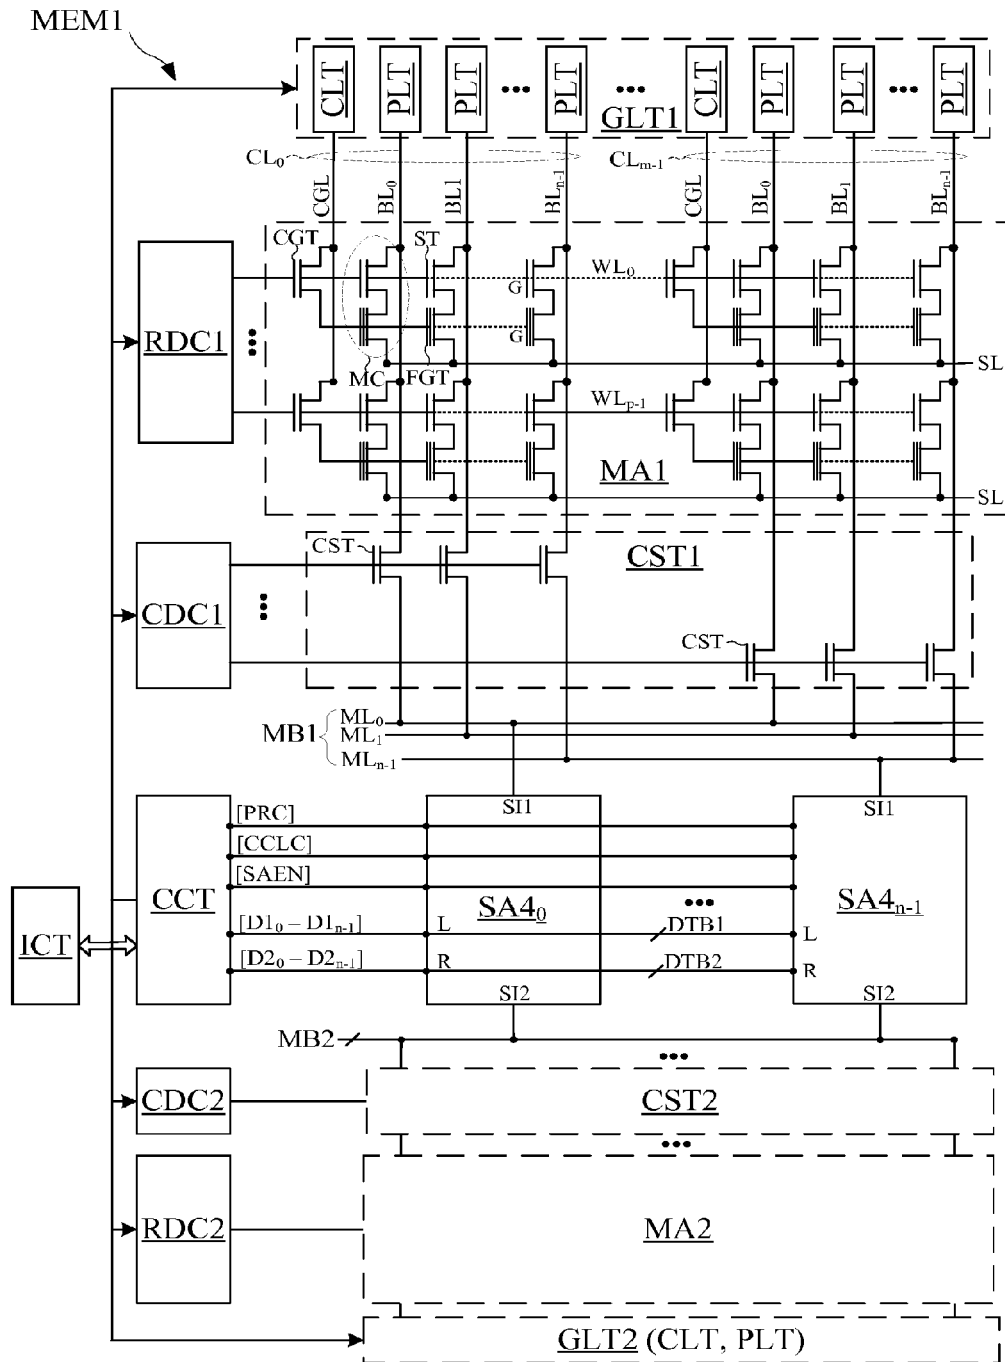 MEM1
CLT PLT PLT ••• PLT ••• CLT PLT PLT ••• PLT
GLT1
CL0 CLm-1
CGL BL0 BL1 BLn-1 CGL BL0 BL1 BLn-1
CGT ST WL0
G
G
RDC1
MC FGT SL
WLp-1
MA1
SL
CST CST1
CDC1
CST
MB1
ML0
ML1
MLn-1
SI1 SI1
[PRC]
[CCLC]
[SAEN]
CCT SA40 ••• SA4n-1
ICT
[D10 – D1n-1] L DTB1 L
[D20 – D2n-1] R DTB2 R
SI2 SI2
MB2
•••
CDC2 CST2
•••
RDC2 MA2
GLT2 (CLT, PLT)